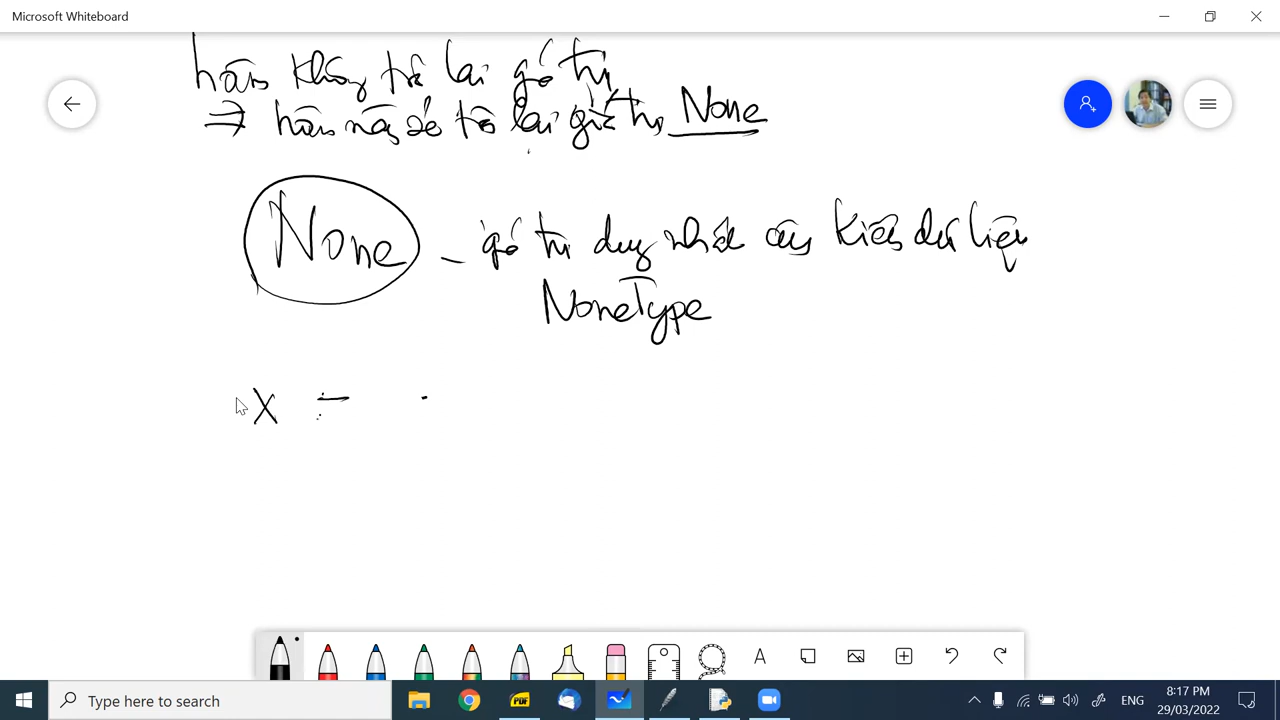 Microsoft Whiteboard
hàm không trả lại giá trị
⇒ hàm này sẽ trả lại giá trị None
None - giá trị duy nhất của kiểu dữ liệu
NoneType
X =
A
PDF
Type here to search
ENG
8:17 PM
29/03/2022